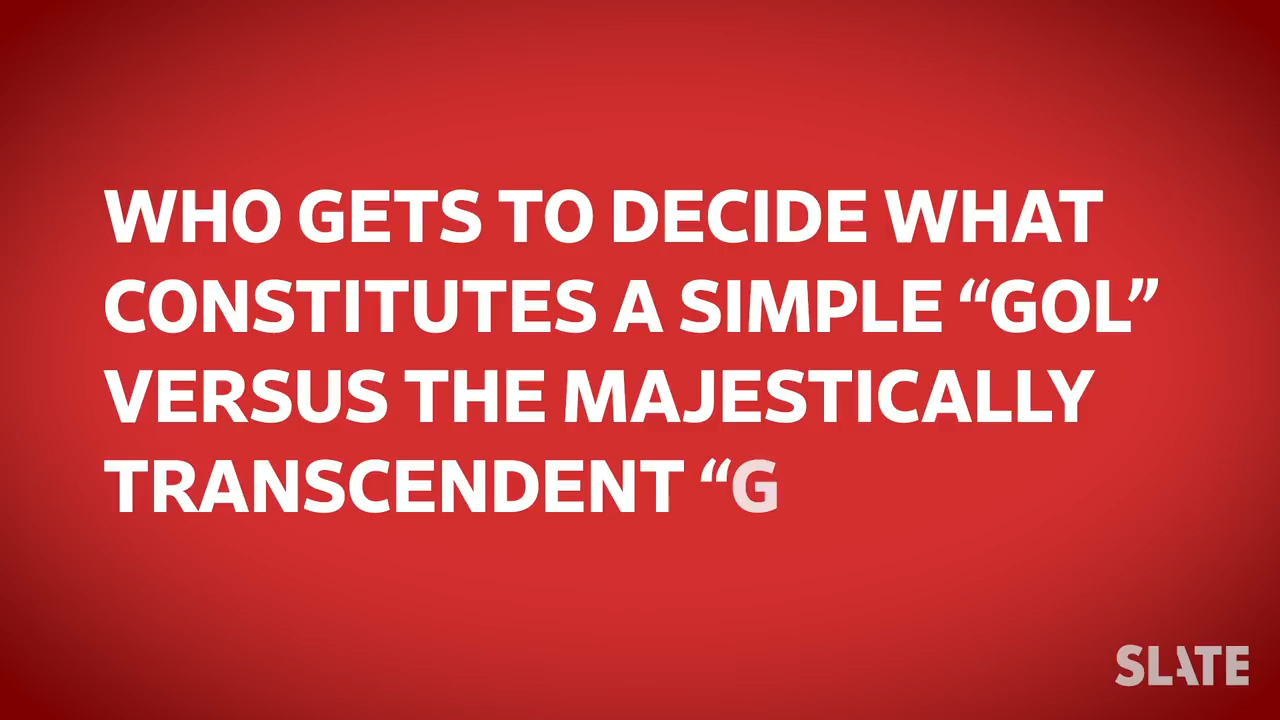 WHO GETS TO DECIDE WHAT
CONSTITUTES A SIMPLE “GOL”
VERSUS THE MAJESTICALLY
TRANSCENDENT “G
SLATE